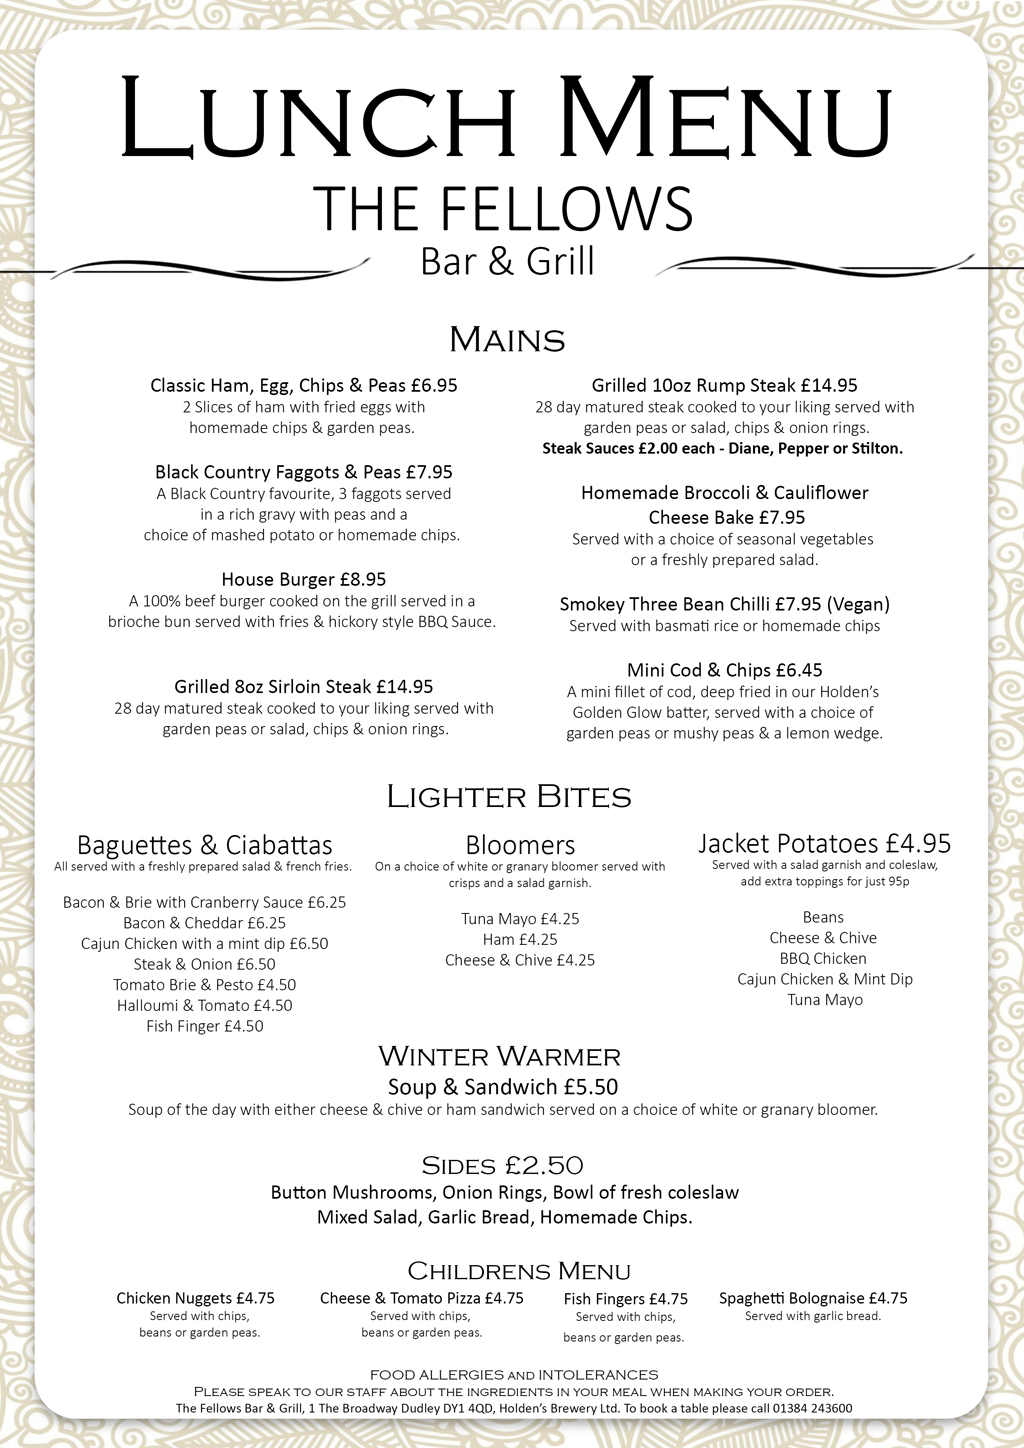 LUNCH MENU
THE FELLOWS
Bar & Grill
MAINS
Classic Ham, Egg, Chips & Peas £6.95
2 Slices of ham with fried eggs with
homemade chips & garden peas.
Black Country Faggots & Peas £7.95
A Black Country favourite, 3 faggots served
in a rich gravy with peas and a
choice of mashed potato or homemade chips.
House Burger £8.95
A 100% beef burger cooked on the grill served in a
brioche bun served with fries & hickory style BBQ Sauce.
Grilled 8oz Sirloin Steak £14.95
28 day matured steak cooked to your liking served with
garden peas or salad, chips & onion rings.
Grilled 10oz Rump Steak £14.95
28 day matured steak cooked to your liking served with
garden peas or salad, chips & onion rings.
Steak Sauces £2.00 each - Diane, Pepper or Stilton.
Homemade Broccoli & Cauliflower
Cheese Bake £7.95
Served with a choice of seasonal vegetables
or a freshly prepared salad.
Smokey Three Bean Chilli £7.95 (Vegan)
Served with basmati rice or homemade chips
Mini Cod & Chips £6.45
A mini fillet of cod, deep fried in our Holden's
Golden Glow batter, served with a choice of
garden peas or mushy peas & a lemon wedge.
LIGHTER BITES
Baguettes & Ciabattas
All served with a freshly prepared salad & french fries.
Bacon & Brie with Cranberry Sauce £6.25
Bacon & Cheddar £6.25
Cajun Chicken with a mint dip £6.50
Steak & Onion £6.50
Tomato Brie & Pesto £4.50
Halloumi & Tomato £4.50
Fish Finger £4.50
Bloomers
On a choice of white or granary bloomer served with
crisps and a salad garnish.
Tuna Mayo £4.25
Ham £4.25
Cheese & Chive £4.25
Jacket Potatoes £4.95
Served with a salad garnish and coleslaw,
add extra toppings for just 95p
Beans
Cheese & Chive
BBQ Chicken
Cajun Chicken & Mint Dip
Tuna Mayo
WINTER WARMER
Soup & Sandwich £5.50
Soup of the day with either cheese & chive or ham sandwich served on a choice of white or granary bloomer.
SIDES £2.50
Button Mushrooms, Onion Rings, Bowl of fresh coleslaw
Mixed Salad, Garlic Bread, Homemade Chips.
CHILDRENS MENU
Chicken Nuggets £4.75
Served with chips,
beans or garden peas.
Cheese & Tomato Pizza £4.75
Served with chips,
beans or garden peas.
Fish Fingers £4.75
Served with chips,
beans or garden peas.
Spaghetti Bolognaise £4.75
Served with garlic bread.
FOOD ALLERGIES AND INTOLERANCES
PLEASE SPEAK TO OUR STAFF ABOUT THE INGREDIENTS IN YOUR MEAL WHEN MAKING YOUR ORDER.
The Fellows Bar & Grill, 1 The Broadway Dudley DY1 4QD, Holden's Brewery Ltd. To book a table please call 01384 243600